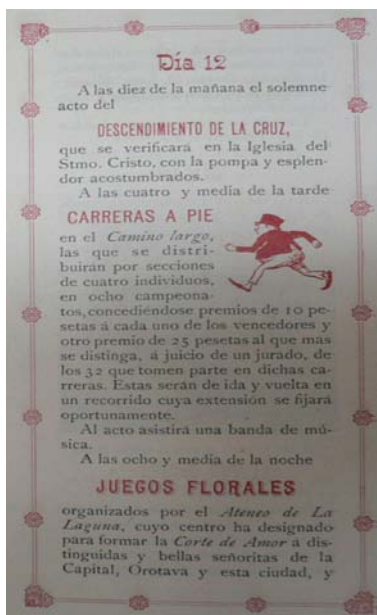 Día 12
A las diez de la mañana el solemne
acto del
DESCENDIMIENTO DE LA CRUZ,
que se verificará en la Iglesia del
Stmo. Cristo, con la pompa y esplen-
dor acostumbrados.
A las cuatro y media de la tarde
CARRERAS A PIE
en el Camino largo,
las que se distri-
buirán por secciones
de cuatro individuos,
en ocho campeona-
tos, concediéndose premios de 10 pe-
setas á cada uno de los vencedores y
otro premio de 25 pesetas al que mas
se distinga, á juicio de un jurado, de
los 32 que tomen parte en dichas ca-
rreras. Estas serán de ida y vuelta en
un recorrido cuya extensión se fijará
oportunamente.
Al acto asistirá una banda de mú-
sica.
A las ocho y media de la noche
JUEGOS FLORALES
organizados por el Ateneo de La
Laguna, cuyo centro ha designado
para formar la Corte de Amor á dis-
tinguidas y bellas señoritas de la
Capital, Orotava y esta ciudad, y